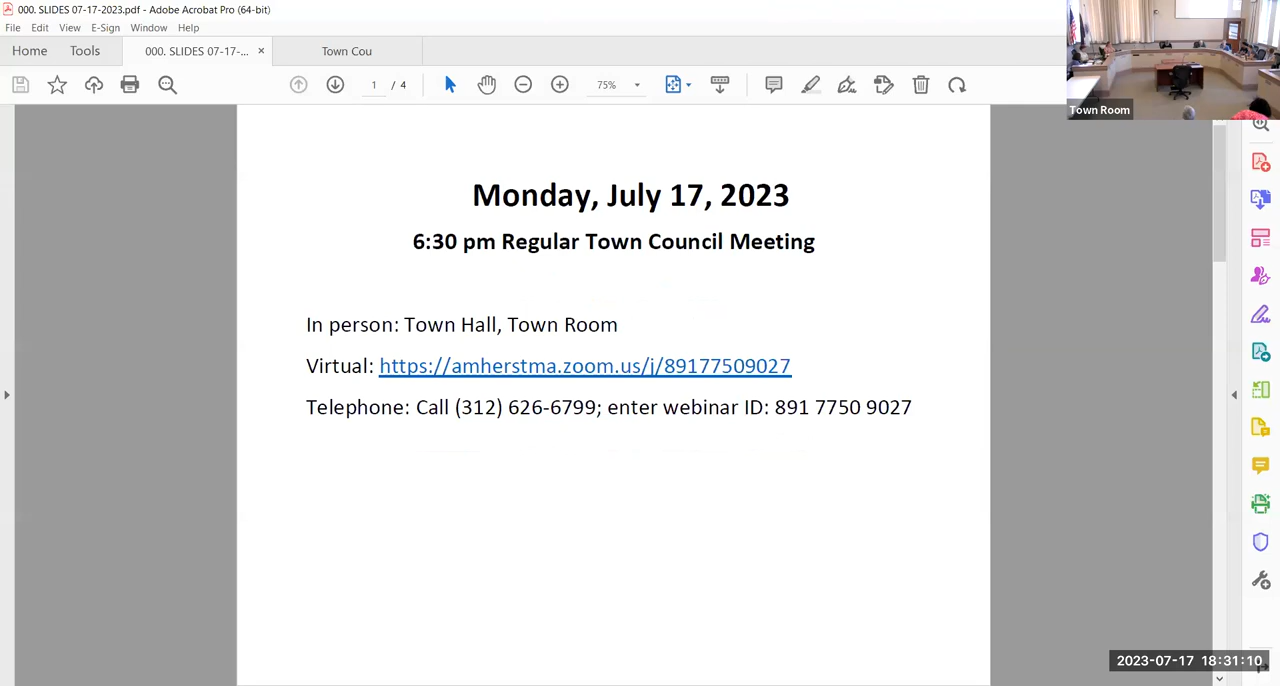 000. SLIDES 07-17-2023.pdf - Adobe Acrobat Pro (64-bit)
File Edit View E-Sign Window Help
Home Tools 000. SLIDES 07-17-... × Town Cou
1 / 4 75%
Town Room
Monday, July 17, 2023
6:30 pm Regular Town Council Meeting
In person: Town Hall, Town Room
Virtual: https://amherstma.zoom.us/j/89177509027
Telephone: Call (312) 626-6799; enter webinar ID: 891 7750 9027
2023-07-17 18:31:10